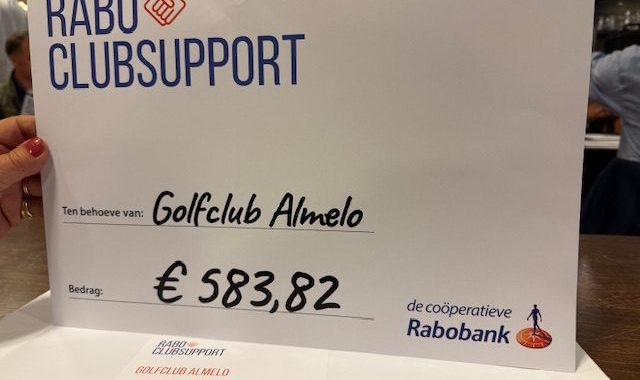 RABO
CLUBSUPPORT
Ten behoeve van: Golfclub Almelo
Bedrag: € 583,82
de coöperatieve
Rabobank
RABO
CLUBSUPPORT
GOLFCLUB ALMELO